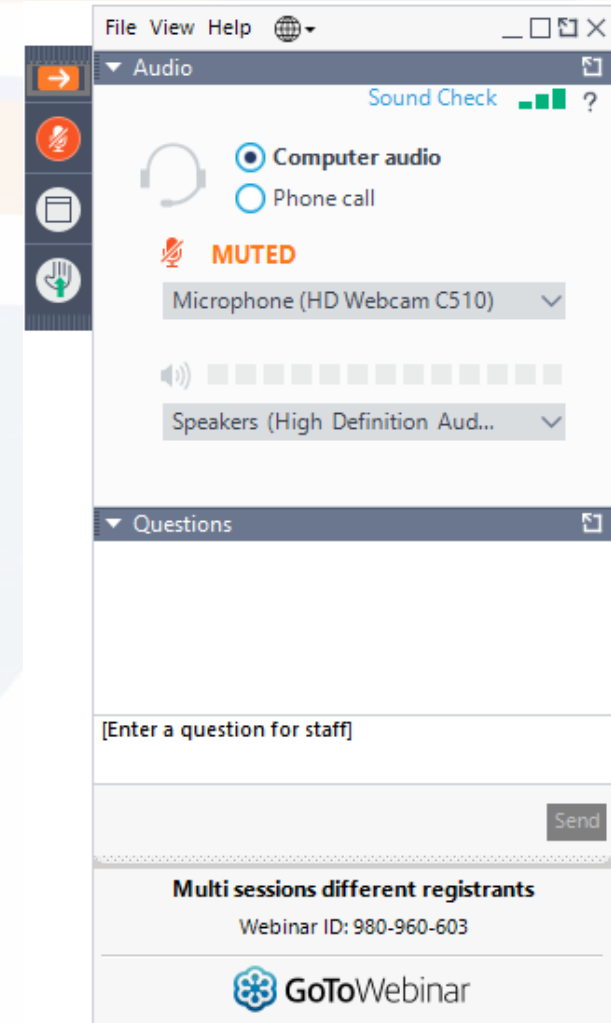 File View Help
Audio
Sound Check ?
Computer audio
Phone call
MUTED
Microphone (HD Webcam C510)
Speakers (High Definition Aud...
Questions
[Enter a question for staff]
Send
Multi sessions different registrants
Webinar ID: 980-960-603
GoToWebinar